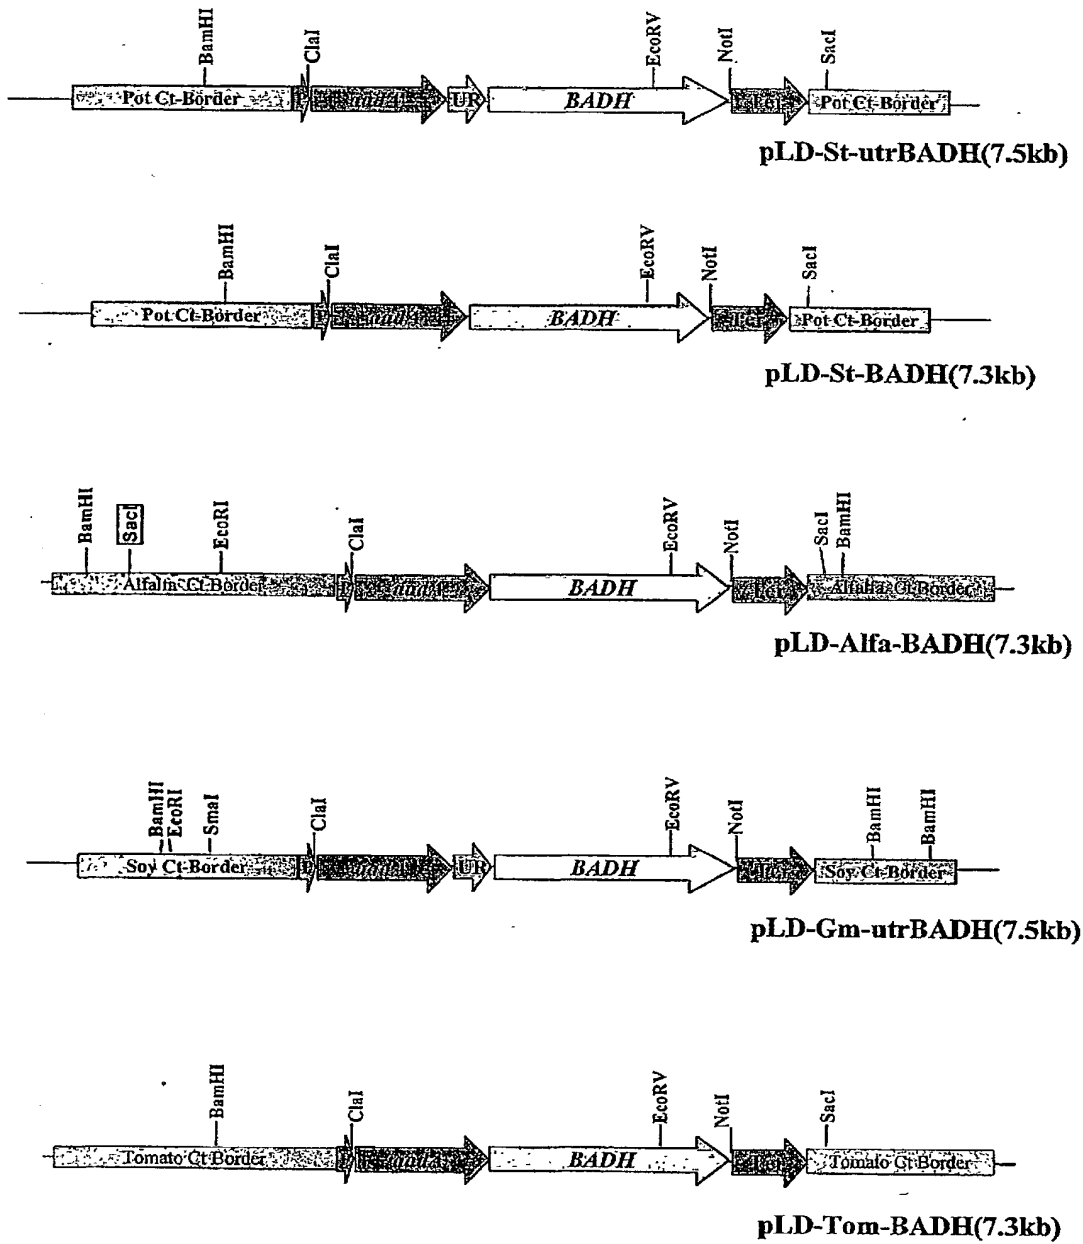 BamHI
ClaI
EcoRV
NotI
SacI
Pot Ct-Border
aadA
UR
BADH
Pot Ct-Border
pLD-St-utrBADH(7.5kb)
BamHI
ClaI
EcoRV
NotI
SacI
Pot Ct-Border
aadA
BADH
Pot Ct-Border
pLD-St-BADH(7.3kb)
BamHI
SacI
EcoRI
ClaI
EcoRV
NotI
SacI
BamHI
Alfalfa Ct-Border
aadA
BADH
Alfalfa Ct-Border
pLD-Alfa-BADH(7.3kb)
BamHI
EcoRI
SmaI
ClaI
EcoRV
NotI
BamHI
BamHI
Soy Ct-Border
UR
BADH
Soy Ct-Border
pLD-Gm-utrBADH(7.5kb)
BamHI
ClaI
EcoRV
NotI
SacI
Tomato Ct Border
aadA
BADH
Tomato Ct Border
pLD-Tom-BADH(7.3kb)